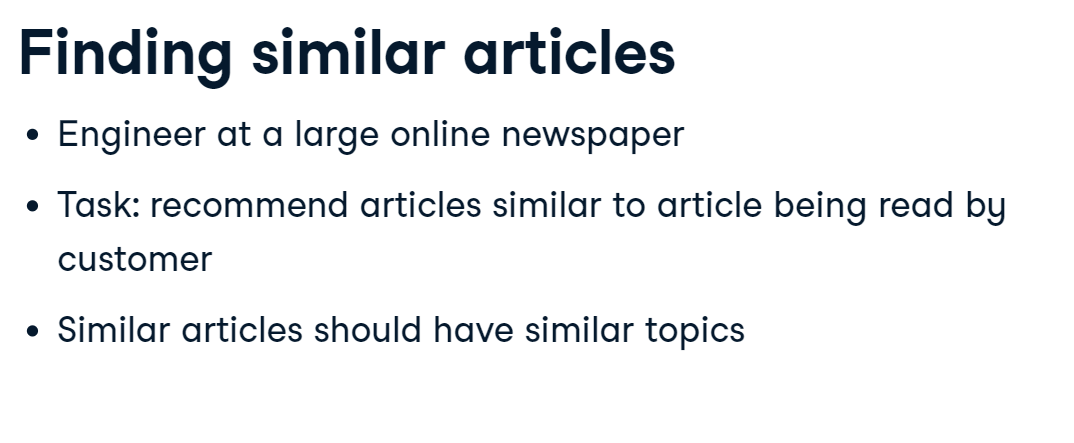 Finding similar articles
• Engineer at a large online newspaper
• Task: recommend articles similar to article being read by
customer
• Similar articles should have similar topics